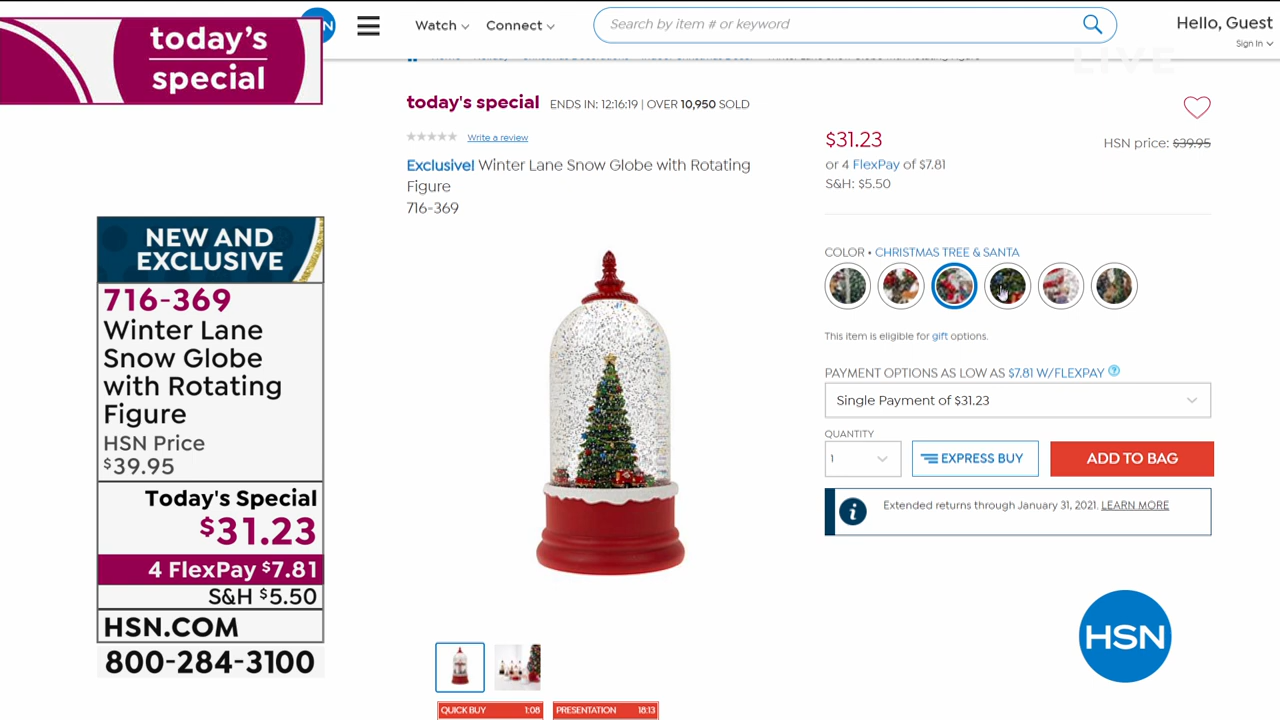 today's
special
Watch
Connect
Search by item # or keyword
Hello, Guest
Sign In
LIVE
today's special ENDS IN: 12:16:19 | OVER 10,950 SOLD
Write a review
Exclusive! Winter Lane Snow Globe with Rotating
Figure
716-369
$31.23
HSN price: $39.95
or 4 FlexPay of $7.81
S&H: $5.50
COLOR • CHRISTMAS TREE & SANTA
This item is eligible for gift options.
PAYMENT OPTIONS AS LOW AS $7.81 W/FLEXPAY ?
Single Payment of $31.23
QUANTITY
1
EXPRESS BUY
ADD TO BAG
i
Extended returns through January 31, 2021. LEARN MORE
NEW AND
EXCLUSIVE
716-369
Winter Lane
Snow Globe
with Rotating
Figure
HSN Price
$39.95
Today's Special
$31.23
4 FlexPay $7.81
S&H $5.50
HSN.COM
800-284-3100
QUICK BUY 1:08
PRESENTATION 18:13
HSN